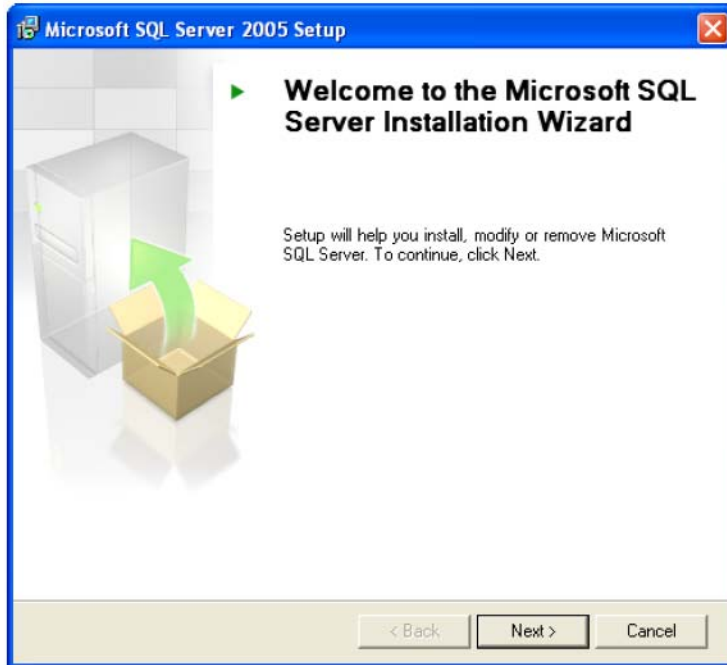 Microsoft SQL Server 2005 Setup
Welcome to the Microsoft SQL
Server Installation Wizard
Setup will help you install, modify or remove Microsoft
SQL Server. To continue, click Next.
< Back
Next >
Cancel